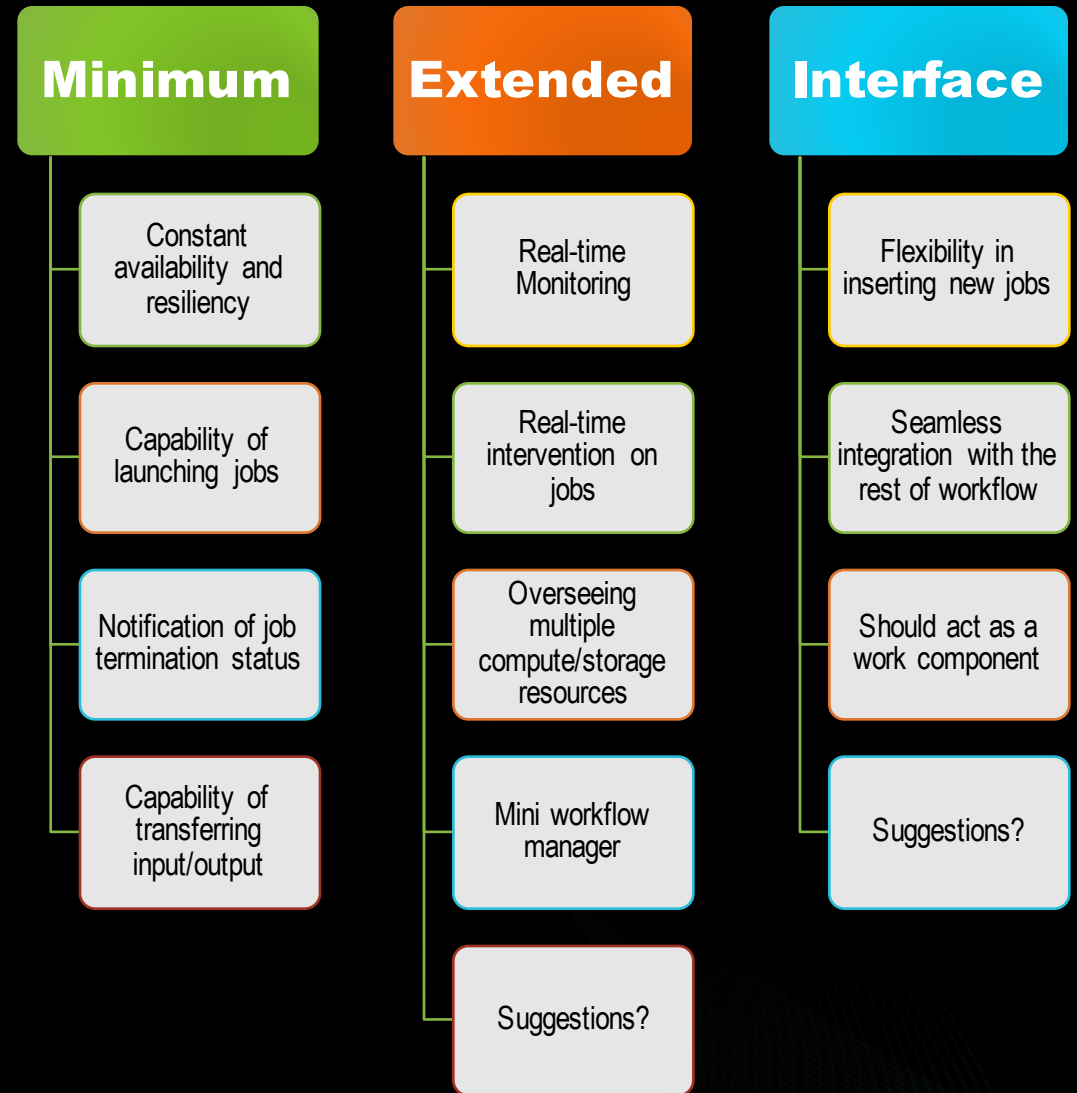 Minimum
Constant
availability and
resiliency
Capability of
launching jobs
Notification of job
termination status
Capability of
transferring
input/output
Extended
Real-time
Monitoring
Real-time
intervention on
jobs
Overseeing
multiple
compute/storage
resources
Mini workflow
manager
Suggestions?
Interface
Flexibility in
inserting new jobs
Seamless
integration with the
rest of workflow
Should act as a
work component
Suggestions?